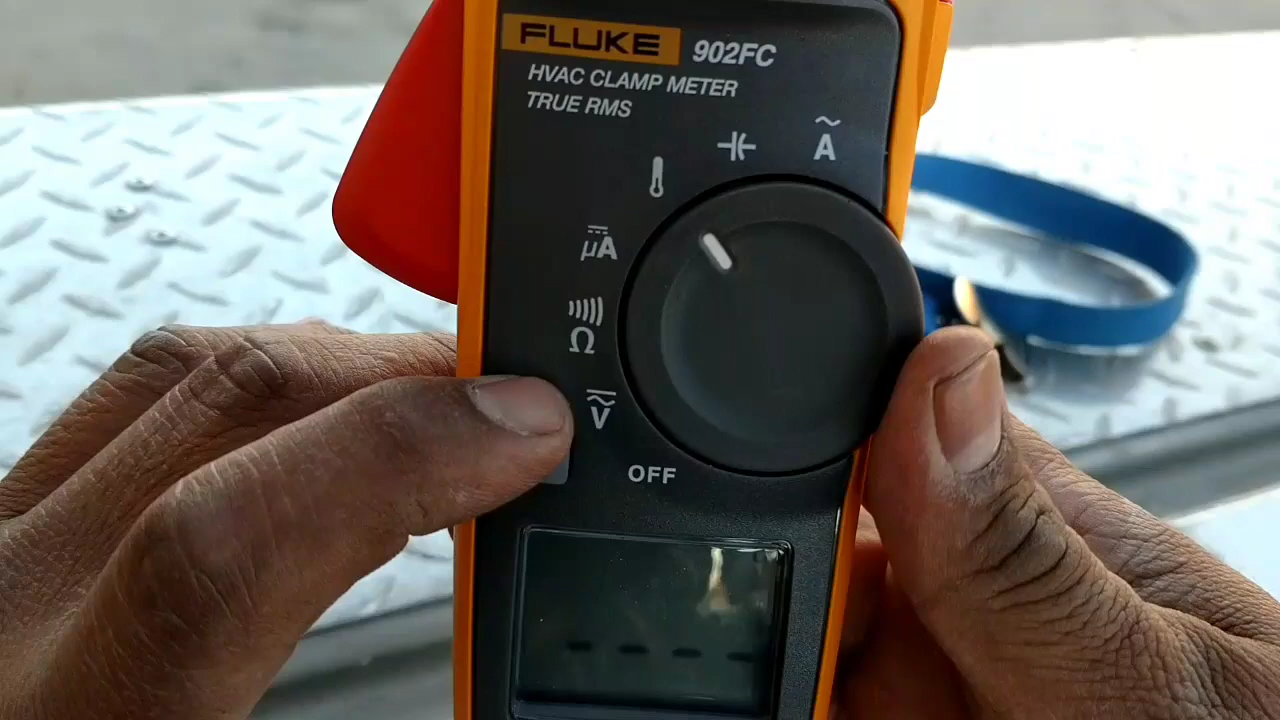 FLUKE 902FC
HVAC CLAMP METER
TRUE RMS
Ã
µA
Ω
V
OFF
----